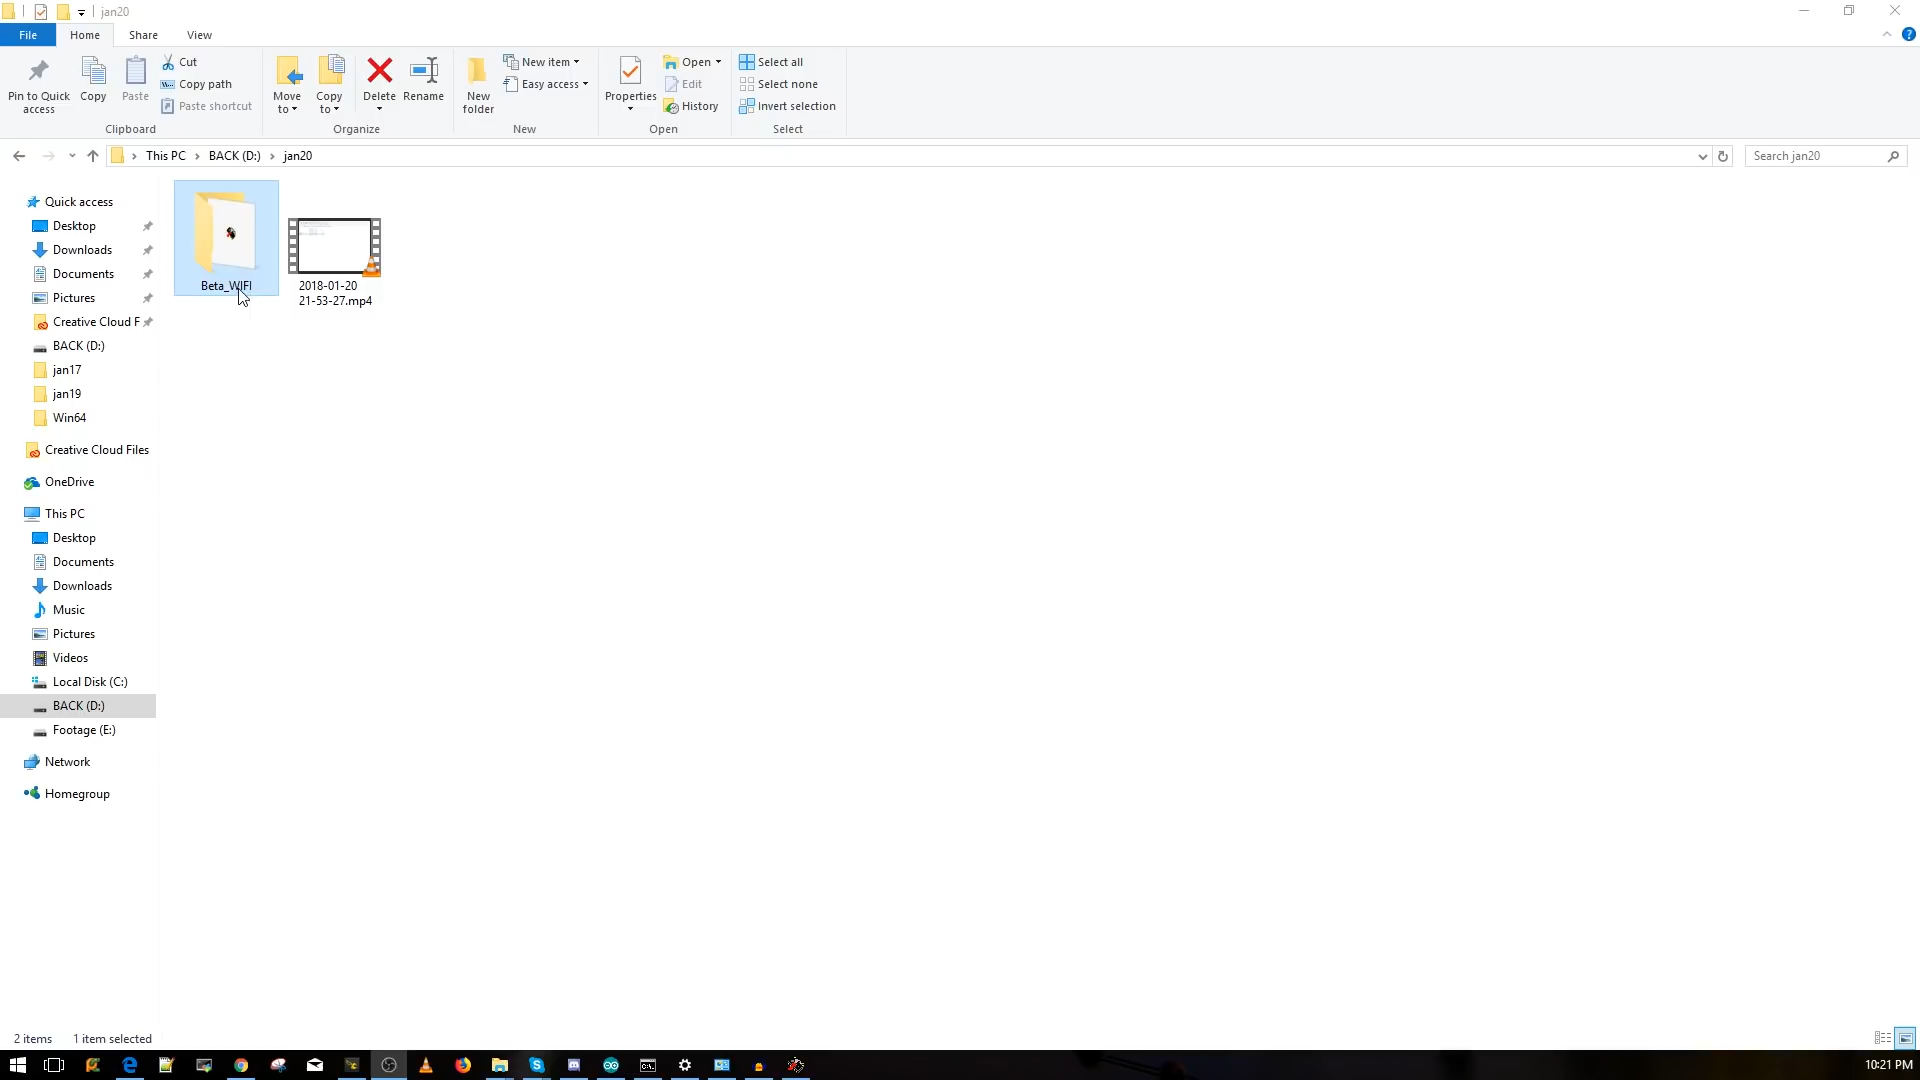 jan20
File Home Share View
Cut
New item
Open
Select all
Copy path
Easy access
Edit
Select none
Pin to Quick access
Copy
Paste
Move to
Copy to
Delete
Rename
New folder
Properties
Paste shortcut
History
Invert selection
Clipboard Organize New Open Select
This PC BACK (D:) jan20
Search jan20
Quick access
Desktop
Downloads
Documents
Pictures
Creative Cloud F
BACK (D:)
jan17
jan19
Win64
Creative Cloud Files
OneDrive
This PC
Desktop
Documents
Downloads
Music
Pictures
Videos
Local Disk (C:)
BACK (D:)
Footage (E:)
Network
Homegroup
Beta_WIFI
2018-01-20
21-53-27.mp4
2 items 1 item selected
10:21 PM